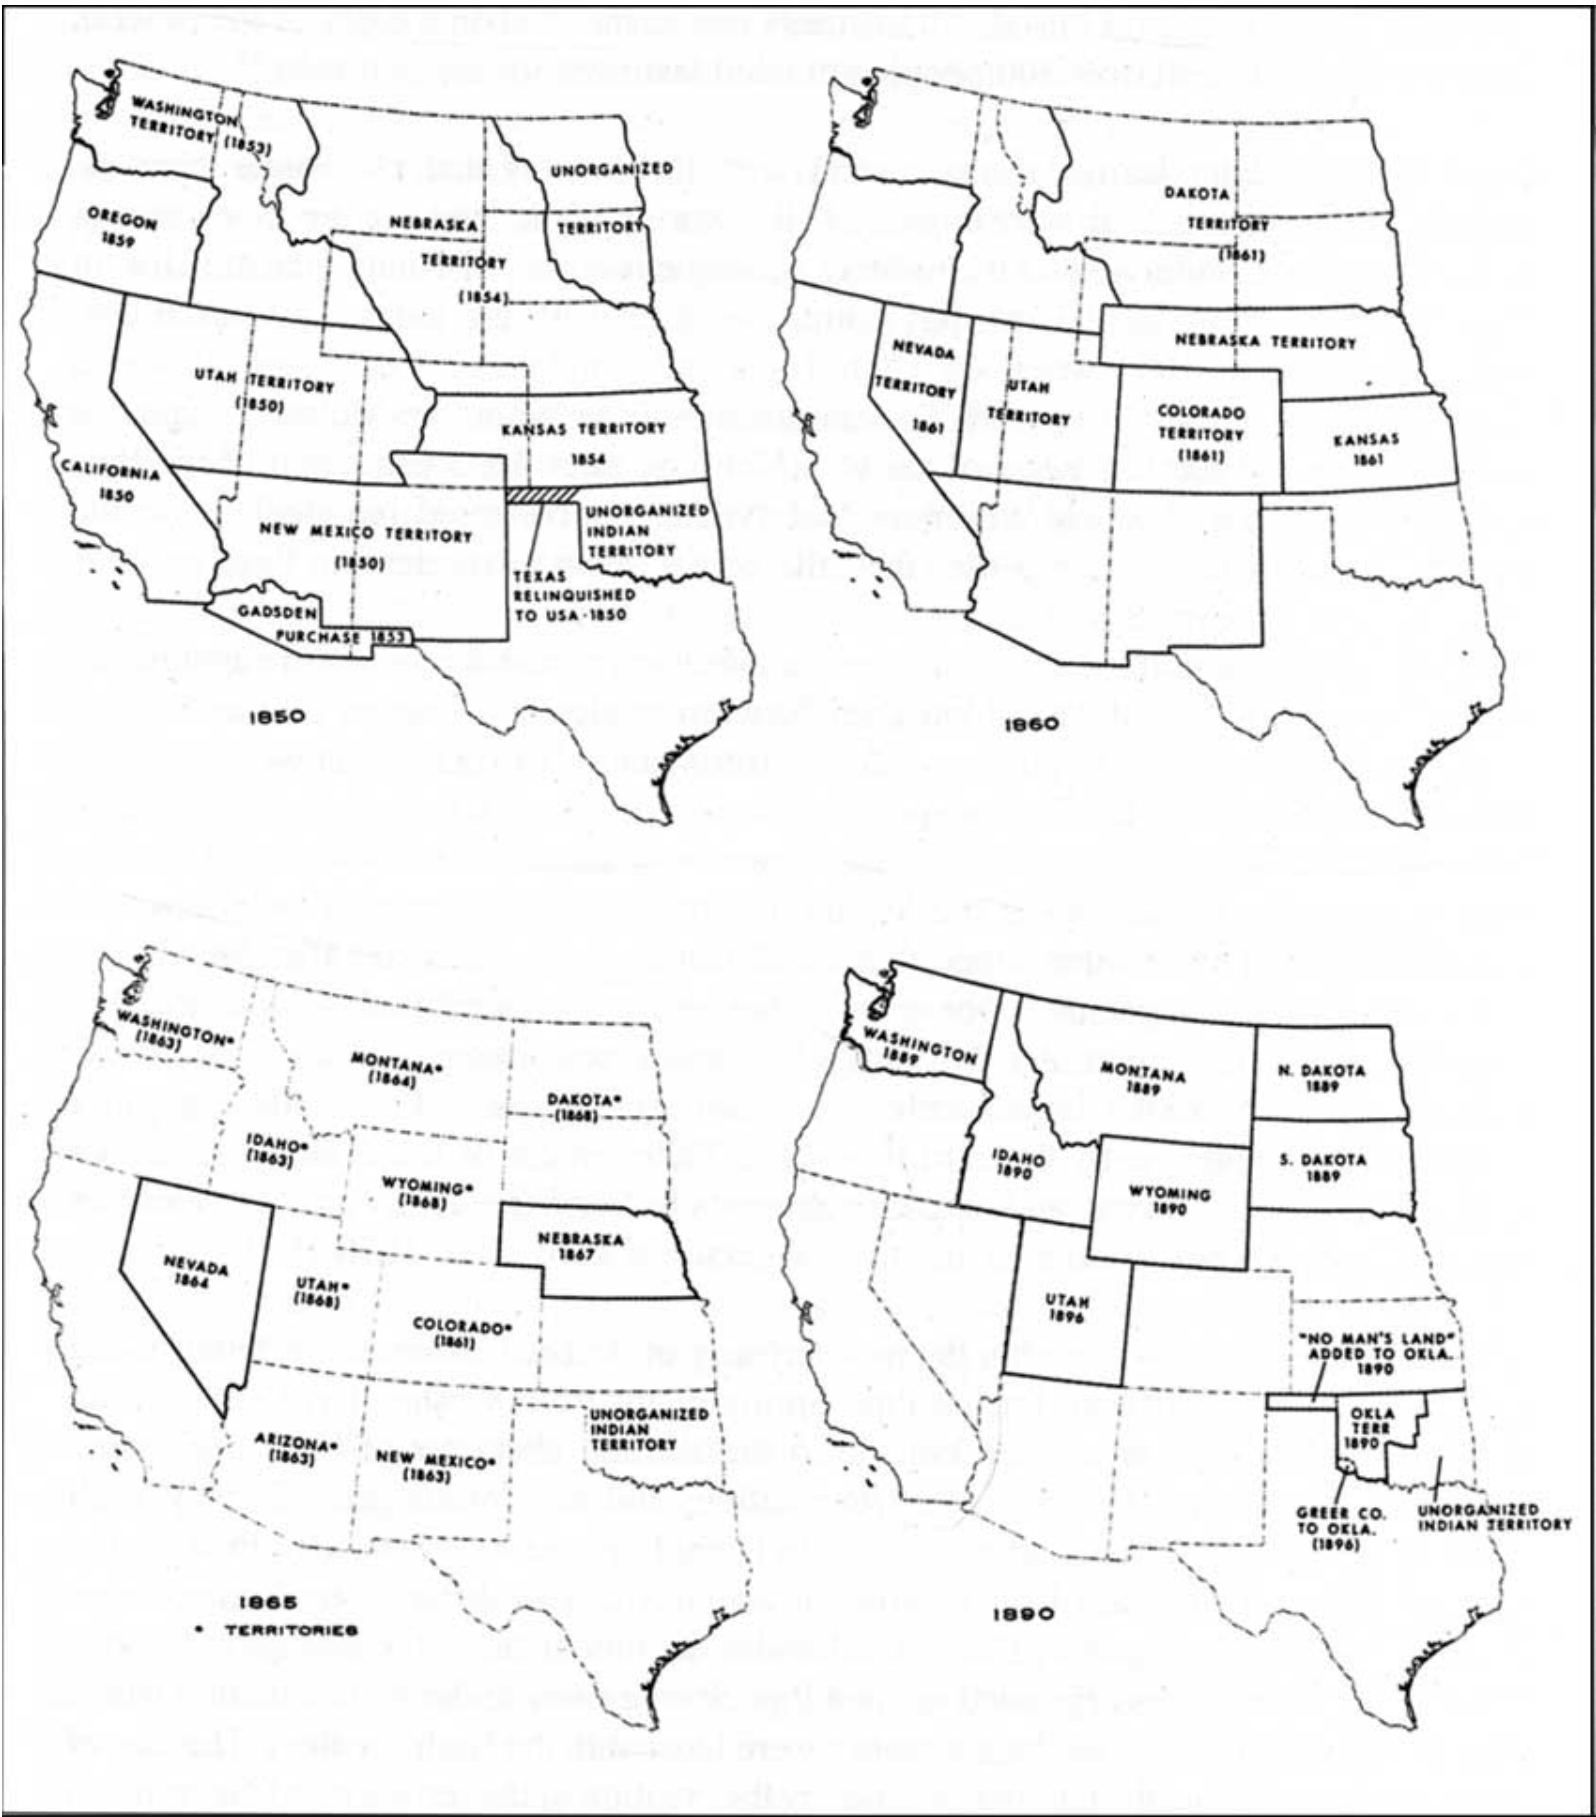 WASHINGTON
TERRITORY (1853)
OREGON
1859
NEBRASKA
TERRITORY
(1854)
UNORGANIZED
TERRITORY
UTAH TERRITORY
(1850)
CALIFORNIA
1850
KANSAS TERRITORY
1854
NEW MEXICO TERRITORY
(1850)
UNORGANIZED
INDIAN
TERRITORY
TEXAS
RELINQUISHED
TO USA-1850
GADSDEN
PURCHASE 1853
1850
DAKOTA
TERRITORY
(1861)
NEBRASKA TERRITORY
NEVADA
TERRITORY
1861
UTAH
TERRITORY
COLORADO
TERRITORY
(1861)
KANSAS
1861
1860
WASHINGTON*
(1863)
MONTANA*
(1864)
DAKOTA*
(1868)
IDAHO*
(1863)
WYOMING*
(1868)
NEBRASKA
1867
NEVADA
1864
UTAH*
(1868)
COLORADO*
(1861)
ARIZONA*
(1863)
NEW MEXICO*
(1863)
UNORGANIZED
INDIAN
TERRITORY
1865
* TERRITORIES
WASHINGTON
1889
MONTANA
1889
N. DAKOTA
1889
IDAHO
1890
WYOMING
1890
S. DAKOTA
1889
UTAH
1896
"NO MAN'S LAND"
ADDED TO OKLA.
1890
OKLA
TERR
1890
GREER CO.
TO OKLA.
(1896)
UNORGANIZED
INDIAN TERRITORY
1890